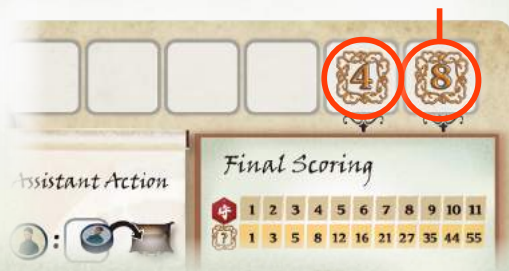 4 8
Final Scoring
Assistant Action
1 2 3 4 5 6 7 8 9 10 11
? 1 3 5 8 12 16 21 27 35 44 55
: